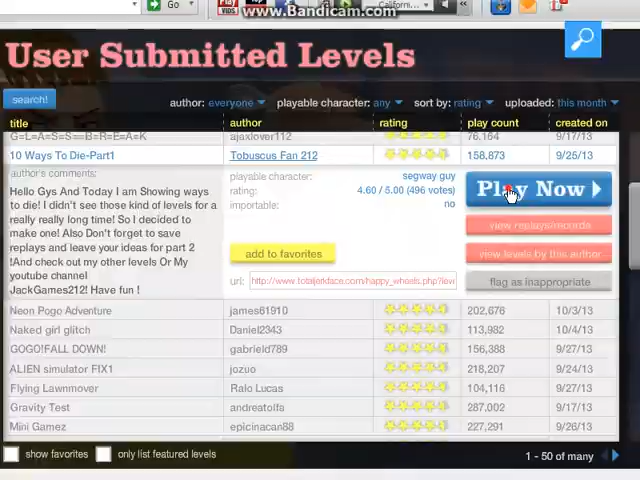 Go
Play
Vids
Top
Californi...
www.Bandicam.com
User Submitted Levels
search!
author: everyone playable character: any sort by: rating uploaded: this month
title author rating play count created on
G=L=A=S=S==B=R=E=A=K ajaxlover112 76,164 9/17/13
10 Ways To Die-Part1 Tobuscus Fan 212 158,873 9/25/13
author's comments:
Hello Gys And Today I am Showing ways
to die! I didn't see those kind of levels for a
really really long time! So I decided to
make one! Also Don't forget to save
replays and leave your ideas for part 2
!And check out my other levels Or My
youtube channel
JackGames212! Have fun !
playable character: segway guy
rating: 4.60 / 5.00 (496 votes)
importable: no
add to favorites
url: http://www.totaljerkface.com/happy_wheels.php?leve
Play Now
view replays/records
view levels by this author
flag as inappropriate
Neon Pogo Adventure james61910 202,676 10/3/13
Naked girl glitch Daniel2343 113,982 10/4/13
GOGO!FALL DOWN! gabrield789 156,388 9/27/13
ALIEN simulator FIX1 jozuo 218,207 9/24/13
Flying Lawnmover Ralo Lucas 104,116 9/27/13
Gravity Test andreatolfa 287,002 9/17/13
Mini Gamez epicinacan88 227,291 9/26/13
show favorites only list featured levels 1 - 50 of many